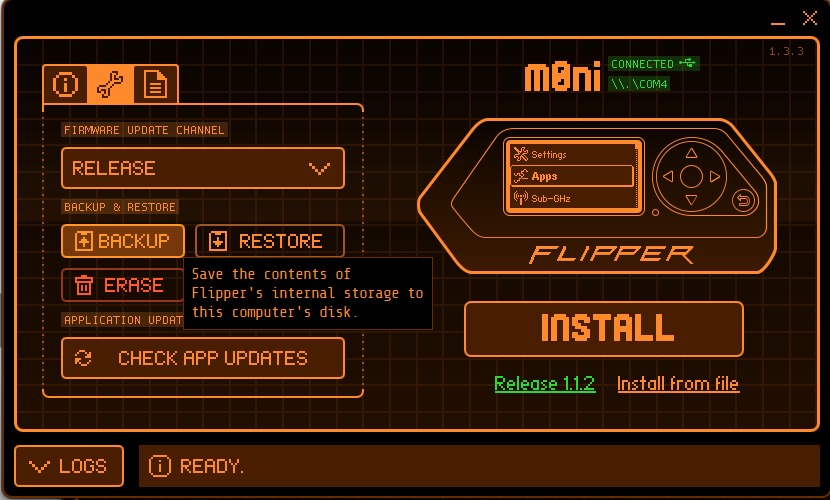 1.3.3
m0ni
CONNECTED
\\.\COM4
FIRMWARE UPDATE CHANNEL
RELEASE
BACKUP & RESTORE
BACKUP
RESTORE
ERASE
Save the contents of
Flipper's internal storage to
this computer's disk.
APPLICATION UPDAT
CHECK APP UPDATES
Settings
Apps
Sub-GHz
FLIPPER
INSTALL
Release 1.1.2
Install from file
LOGS
READY.